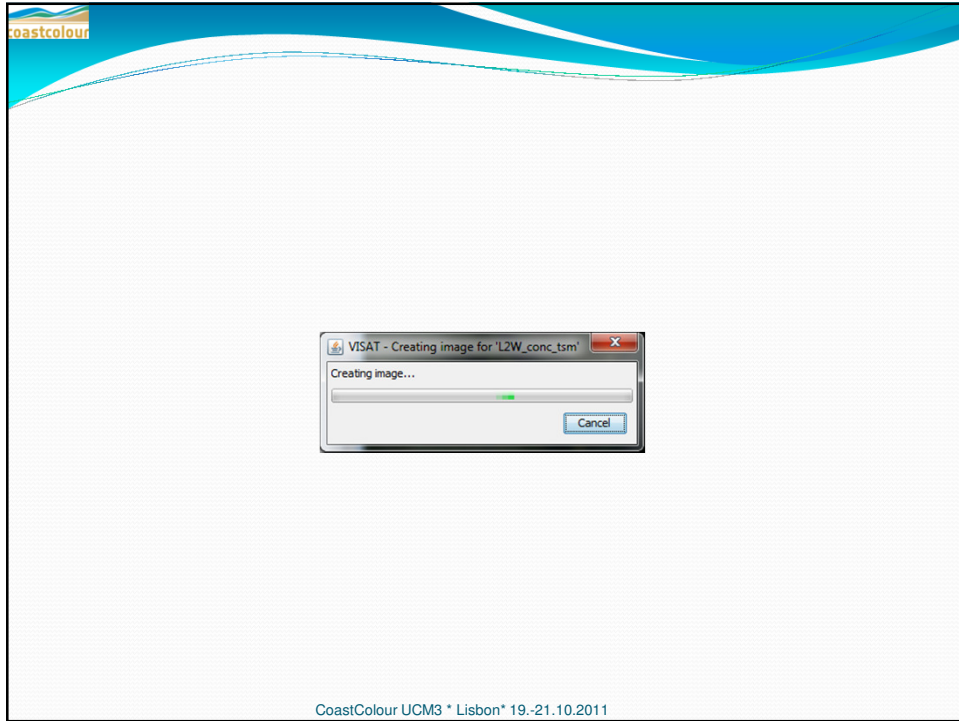 coastcolour
VISAT - Creating image for 'L2W_conc_tsm'
Creating image...
Cancel
CoastColour UCM3 * Lisbon* 19.-21.10.2011